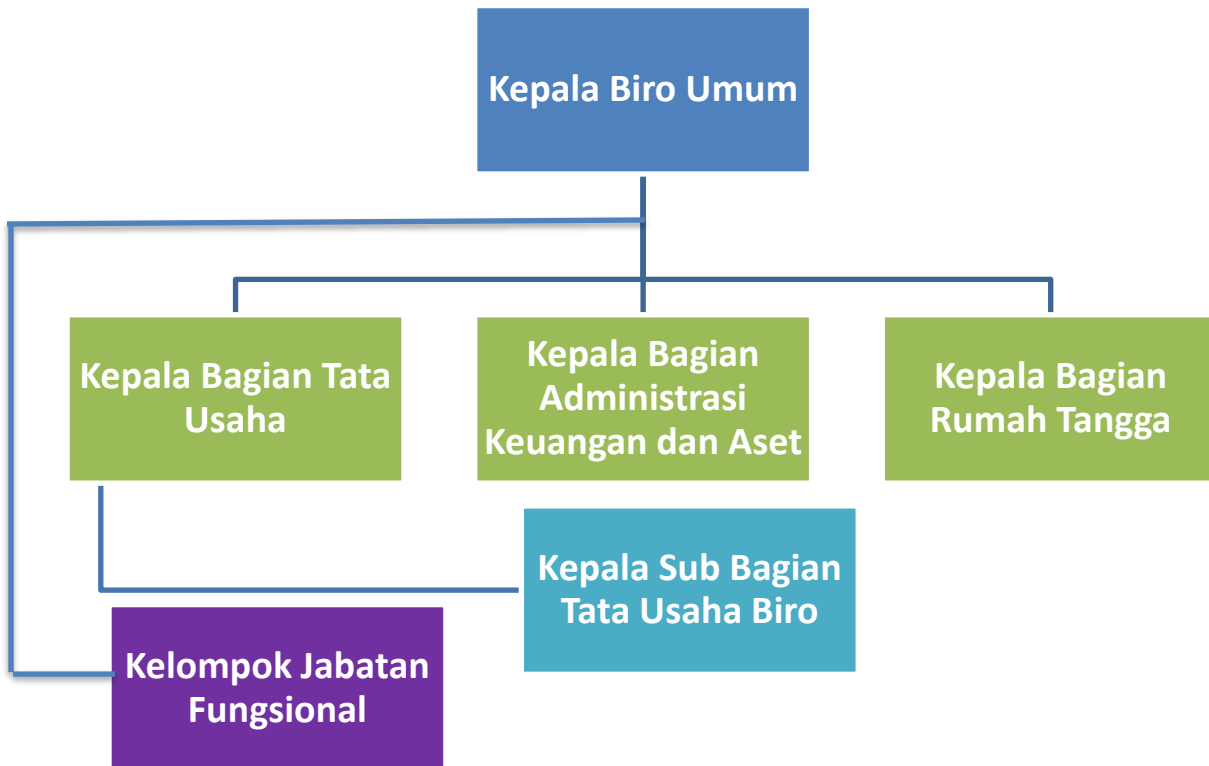 Kepala Biro Umum
Kepala Bagian Tata
Usaha
Kepala Bagian
Administrasi
Keuangan dan Aset
Kepala Bagian
Rumah Tangga
Kepala Sub Bagian
Tata Usaha Biro
Kelompok Jabatan
Fungsional